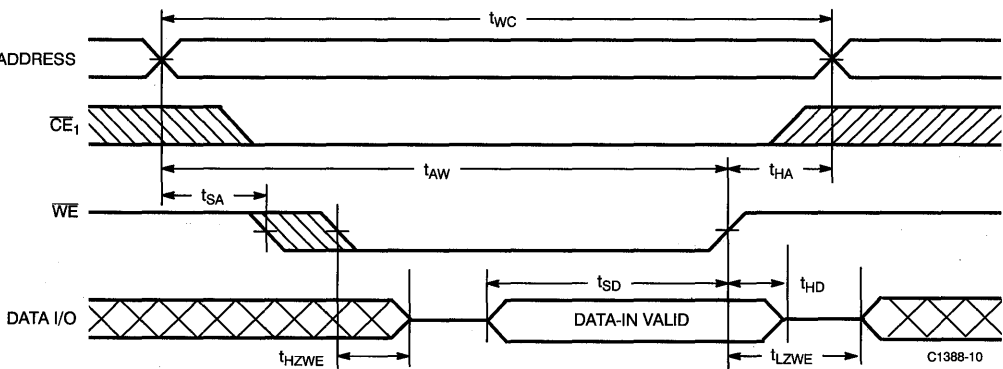 tWC
ADDRESS
CE1
tAW
tHA
tSA
WE
tSD
tHD
DATA I/O
DATA-IN VALID
tHZWE
tLZWE
C1388-10